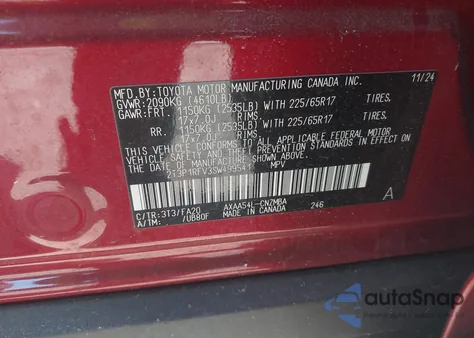 MFD. BY: TOYOTA MOTOR MANUFACTURING CANADA INC. 11/24
GVWR: 2090KG (4610LB)
GAWR: FRT. 1150KG (2535LB) WITH 225/65R17 TIRES.
17x7.0J RIMS.
RR. 1150KG (2535LB) WITH 225/65R17 TIRES.
17x7.0J RIMS.
THIS VEHICLE CONFORMS TO ALL APPLICABLE FEDERAL MOTOR
VEHICLE SAFETY AND BUMPER STANDARDS IN EFFECT ON
THE DATE OF MANUFACTURE SHOWN ABOVE.
MPV
C/TR: 3T3/FA20 AXAA54L-CNZMBA 246 A
A/TM: /UB80F MADE IN CANADA
autoSnap